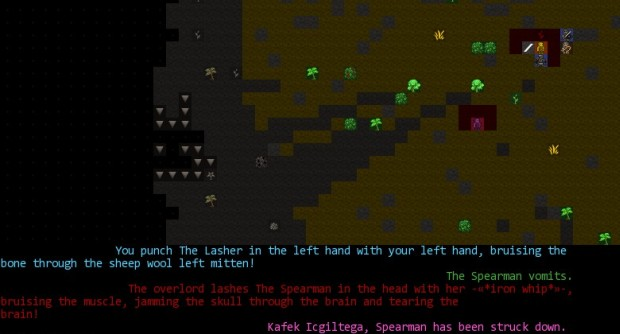 You punch The Lasher in the left hand with your left hand, bruising the
bone through the sheep wool left mitten!
The Spearman vomits.
The overlord lashes The Spearman in the head with her -«*iron whip*»-,
bruising the muscle, jamming the skull through the brain and tearing the
brain!
Kafek Icgiltega, Spearman has been struck down.